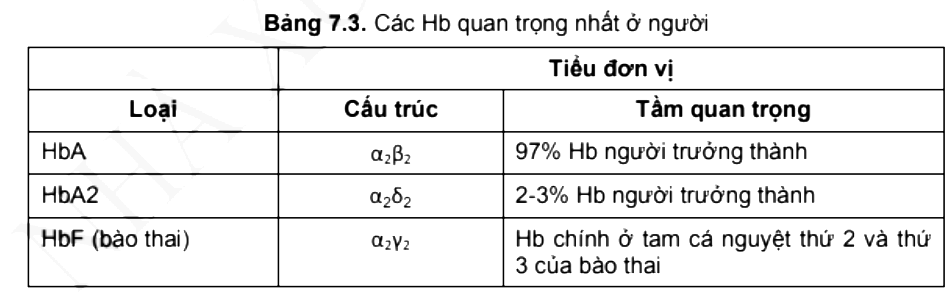 Bảng 7.3. Các Hb quan trọng nhất ở người
Tiểu đơn vị
Loại Cấu trúc Tầm quan trọng
HbA α₂β₂ 97% Hb người trưởng thành
HbA2 α₂δ₂ 2-3% Hb người trưởng thành
HbF (bào thai) α₂γ₂ Hb chính ở tam cá nguyệt thứ 2 và thứ
3 của bào thai